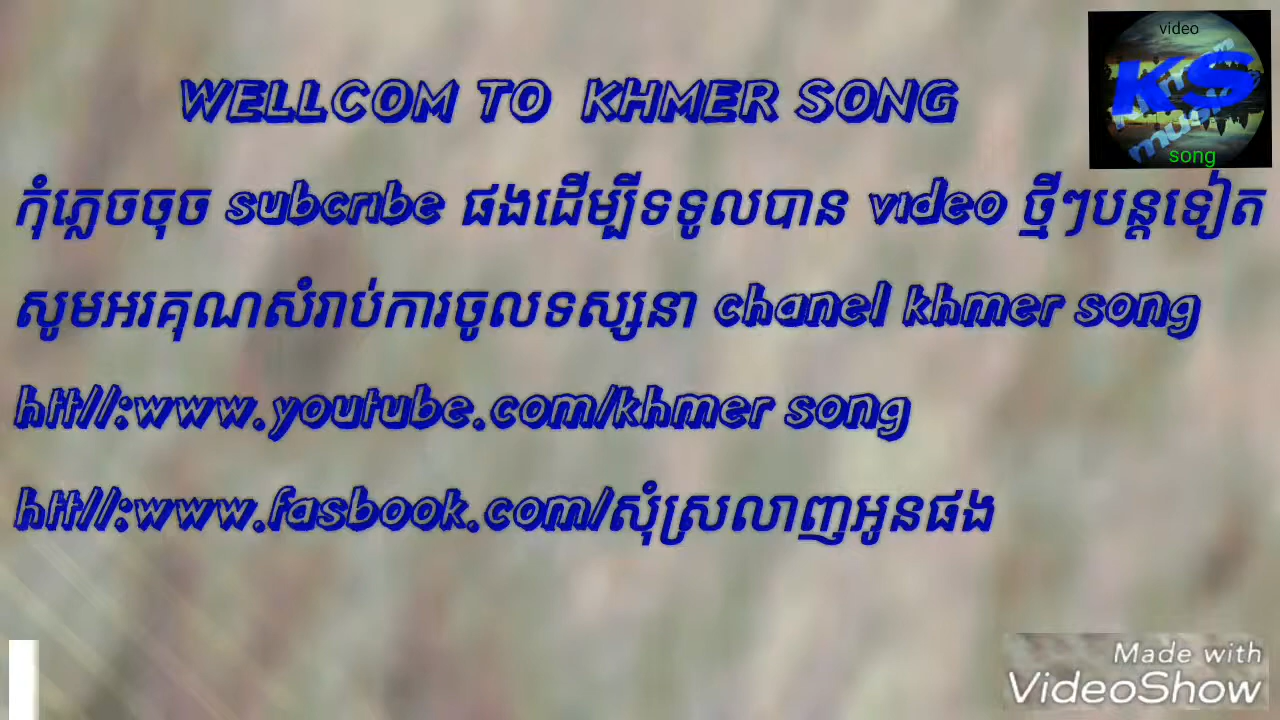 video
KS
music
song
WELLCOM TO KHMER SONG
កុំភ្លេចចុច subcribe ផងដើម្បីទទួលបាន video ថ្មីៗបន្តទៀត
សូមអរគុណសំរាប់ការចូលទស្សនា chanel khmer song
htt//:www.youtube.com/khmer song
htt//:www.fasbook.com/សុំស្រលាញអូនផង
Made with
VideoShow